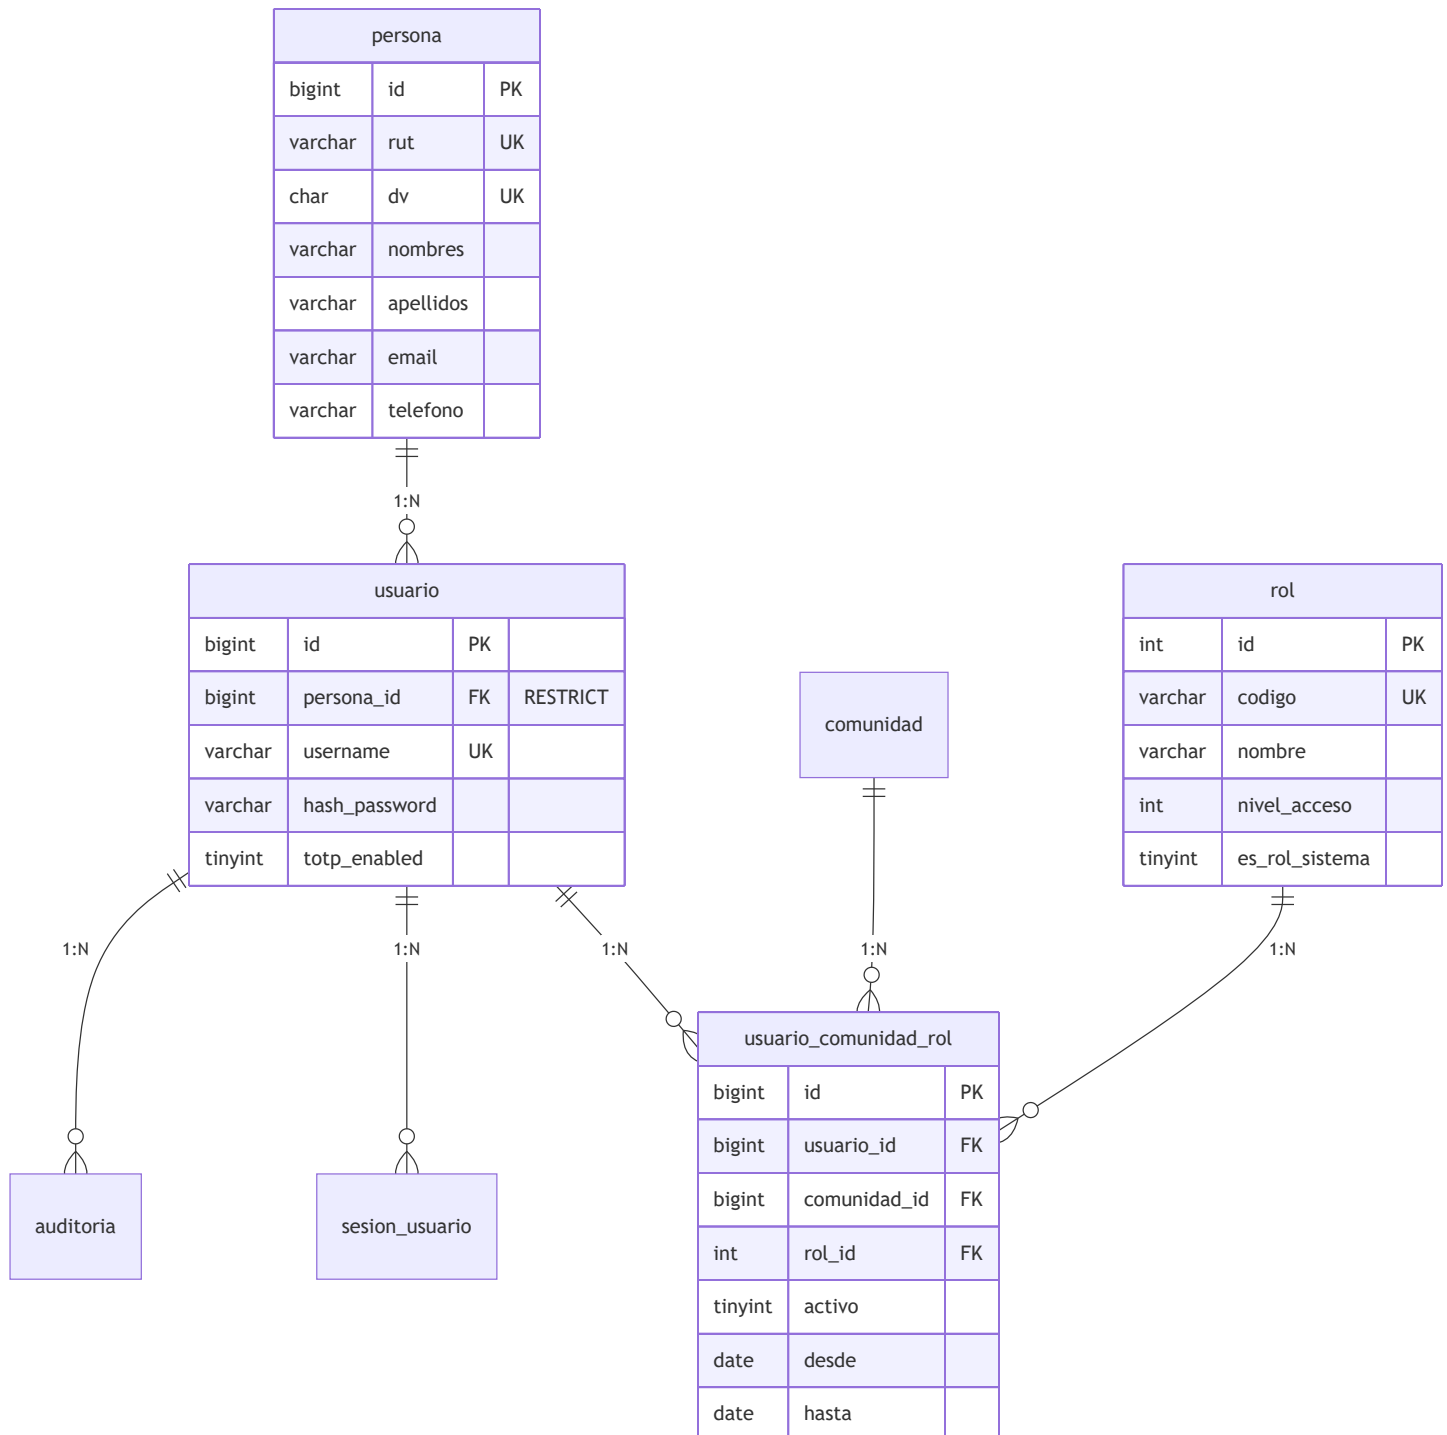 persona
bigint id PK
varchar rut UK
char dv UK
varchar nombres
varchar apellidos
varchar email
varchar telefono
1:N
usuario
bigint id PK
bigint persona_id FK RESTRICT
varchar username UK
varchar hash_password
tinyint totp_enabled
rol
int id PK
varchar codigo UK
varchar nombre
int nivel_acceso
tinyint es_rol_sistema
comunidad
1:N 1:N 1:N 1:N 1:N
usuario_comunidad_rol
bigint id PK
bigint usuario_id FK
bigint comunidad_id FK
int rol_id FK
tinyint activo
date desde
date hasta
auditoria
sesion_usuario